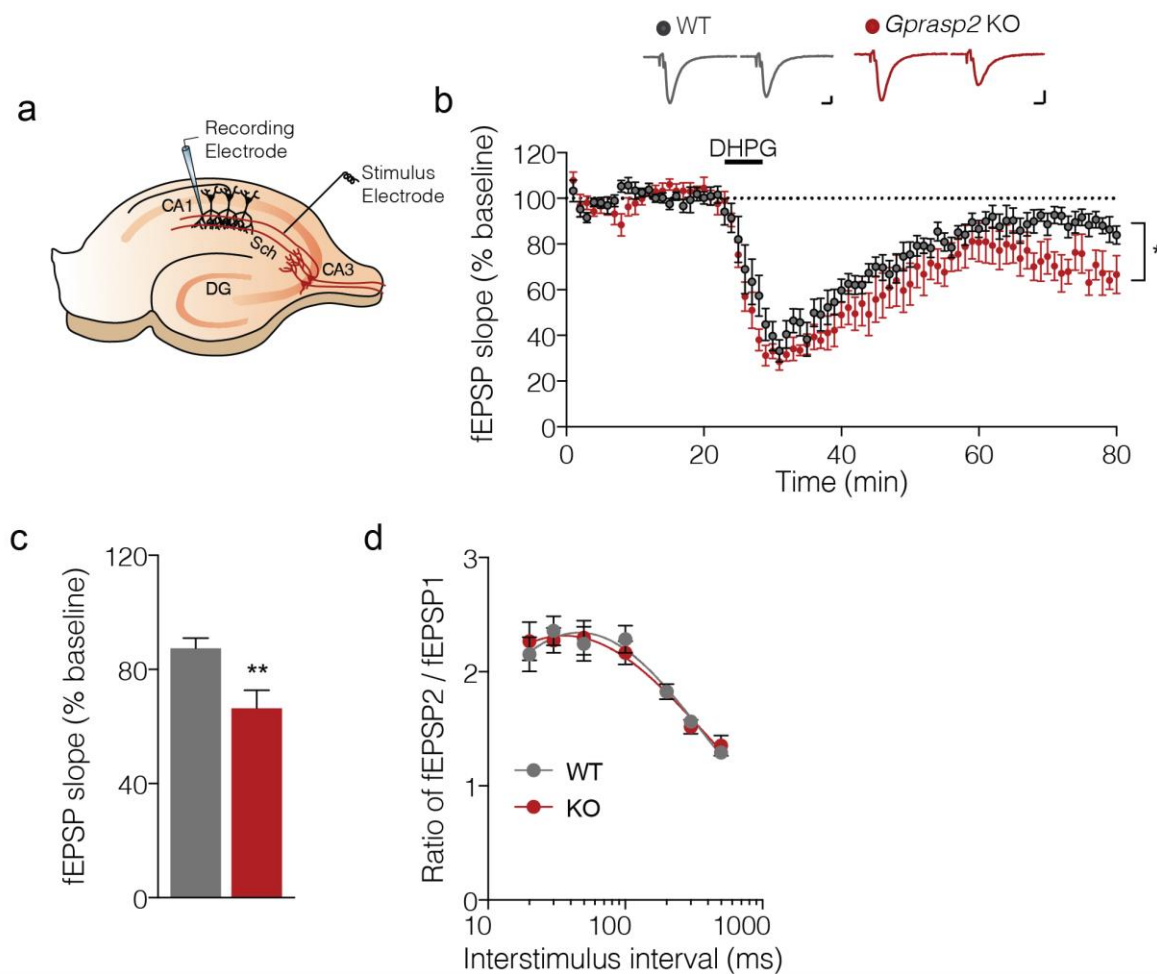 WT
Gprasp2 KO
a
Recording
Electrode
Stimulus
Electrode
CA1
Sch
CA3
DG
b
DHPG
fEPSP slope (% baseline)
120
100
80
60
40
20
0
0
20
40
60
80
Time (min)
*
c
fEPSP slope (% baseline)
120
80
40
0
**
d
Ratio of fEPSP2 / fEPSP1
3
2
1
0
WT
KO
10
100
1000
Interstimulus interval (ms)